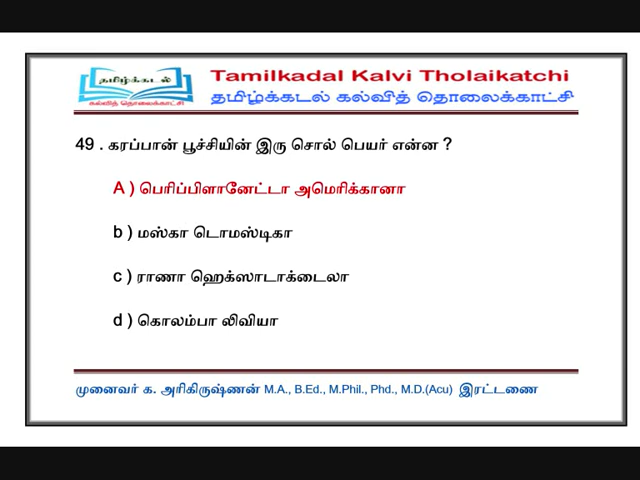 தமிழ்க்கடல்
கல்வித் தொலைக்காட்சி
Tamilkadal Kalvi Tholaikatchi
தமிழ்க்கடல் கல்வித் தொலைக்காட்சி
49 . கரப்பான் பூச்சியின் இரு சொல் பெயர் என்ன ?
A ) பெரிப்பிளானேட்டா அமெரிக்கானா
b ) மஸ்கா டொமஸ்டிகா
c ) ராணா ஹெக்ஸாடாக்டைலா
d ) கொலம்பா லிவியா
முனைவர் க. அரிகிருஷ்ணன் M.A., B.Ed., M.Phil., Phd., M.D.(Acu) இரட்டணை